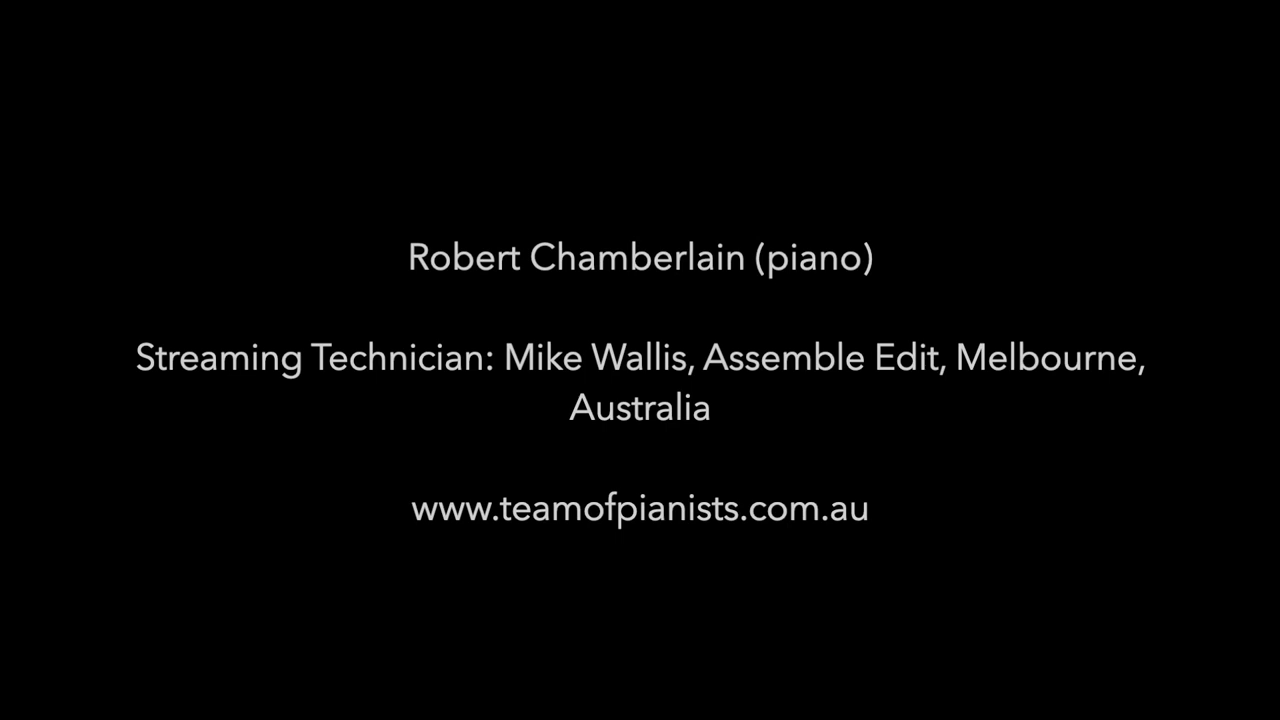 Robert Chamberlain (piano)
Streaming Technician: Mike Wallis, Assemble Edit, Melbourne,
Australia
www.teamofpianists.com.au